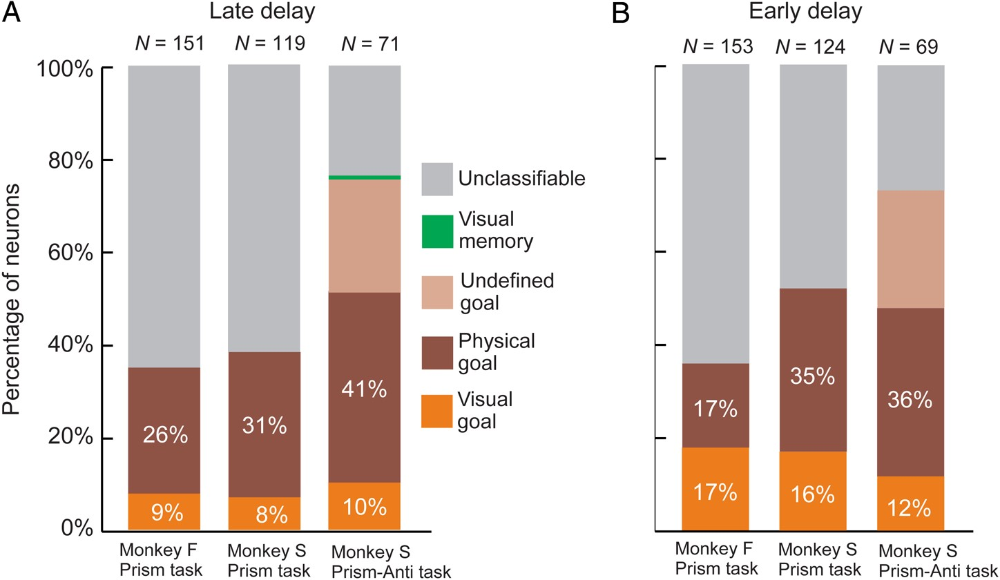 A
Late delay
N = 151
N = 119
N = 71
Percentage of neurons
100%
80%
60%
40%
20%
0%
26%
9%
31%
8%
41%
10%
Monkey F
Prism task
Monkey S
Prism task
Monkey S
Prism-Anti task
Unclassifiable
Visual
memory
Undefined
goal
Physical
goal
Visual
goal
B
Early delay
N = 153
N = 124
N = 69
17%
17%
35%
16%
36%
12%
Monkey F
Prism task
Monkey S
Prism task
Monkey S
Prism-Anti task